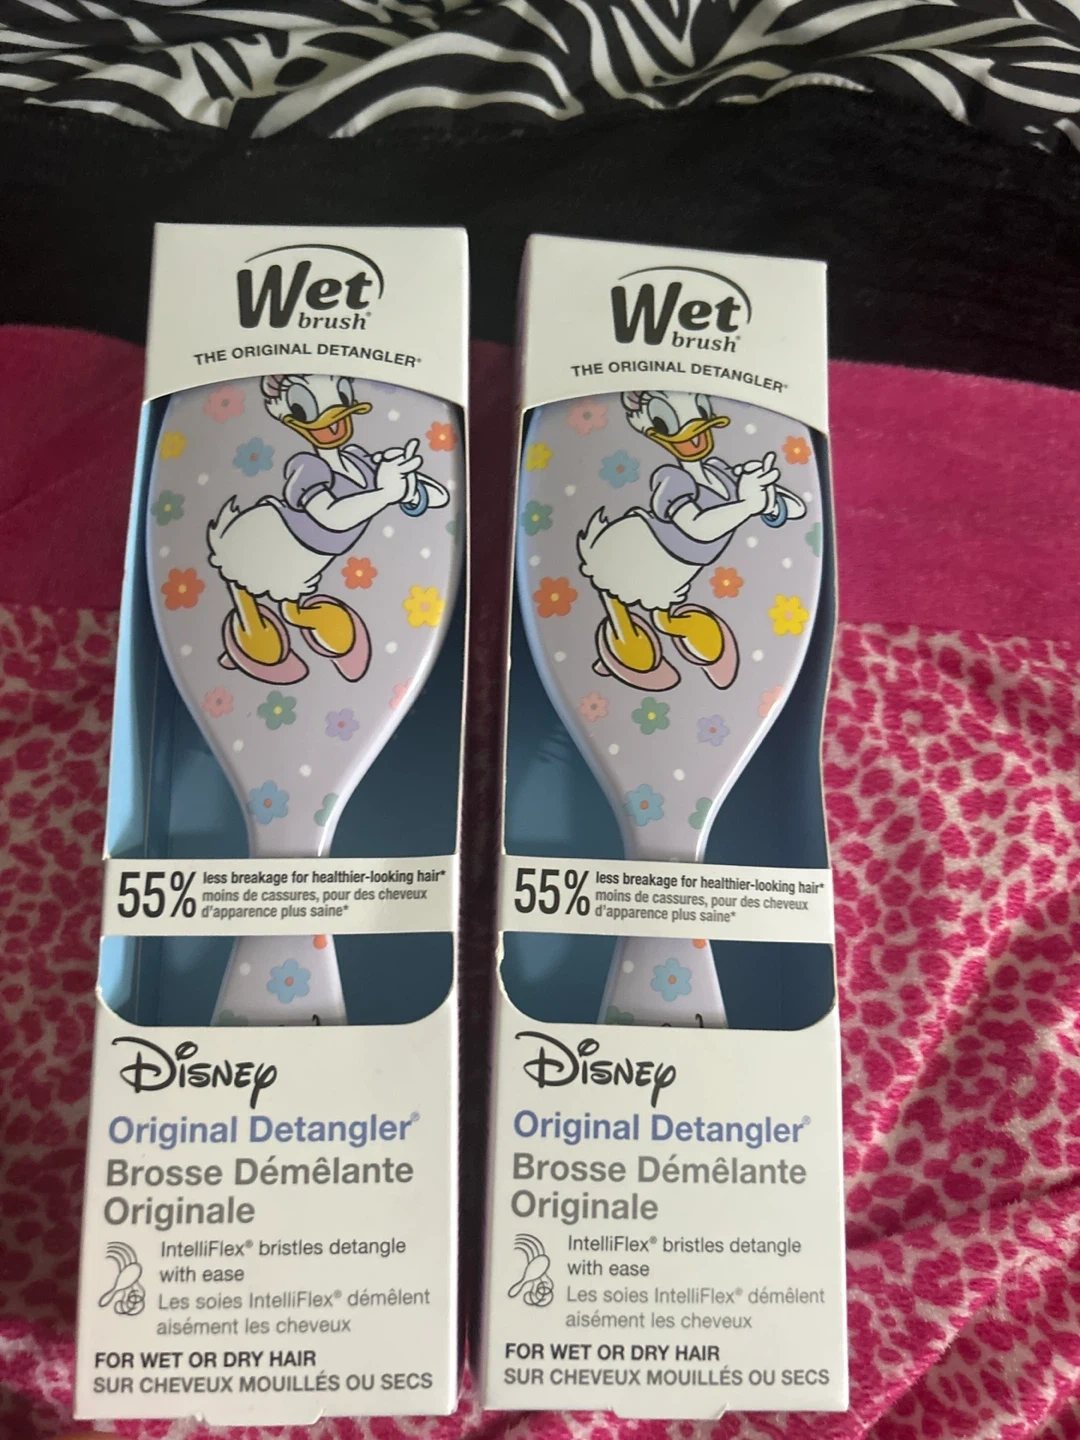 Wet
brush®
THE ORIGINAL DETANGLER®
55%
less breakage for healthier-looking hair*
moins de cassures, pour des cheveux
d'apparence plus saine*
Disney
Original Detangler®
Brosse Démêlante
Originale
IntelliFlex® bristles detangle
with ease
Les soies IntelliFlex® démêlent
aisément les cheveux
FOR WET OR DRY HAIR
SUR CHEVEUX MOUILLÉS OU SECS
Wet
brush®
THE ORIGINAL DETANGLER®
55%
less breakage for healthier-looking hair*
moins de cassures, pour des cheveux
d'apparence plus saine*
Disney
Original Detangler®
Brosse Démêlante
Originale
IntelliFlex® bristles detangle
with ease
Les soies IntelliFlex® démêlent
aisément les cheveux
FOR WET OR DRY HAIR
SUR CHEVEUX MOUILLÉS OU SECS